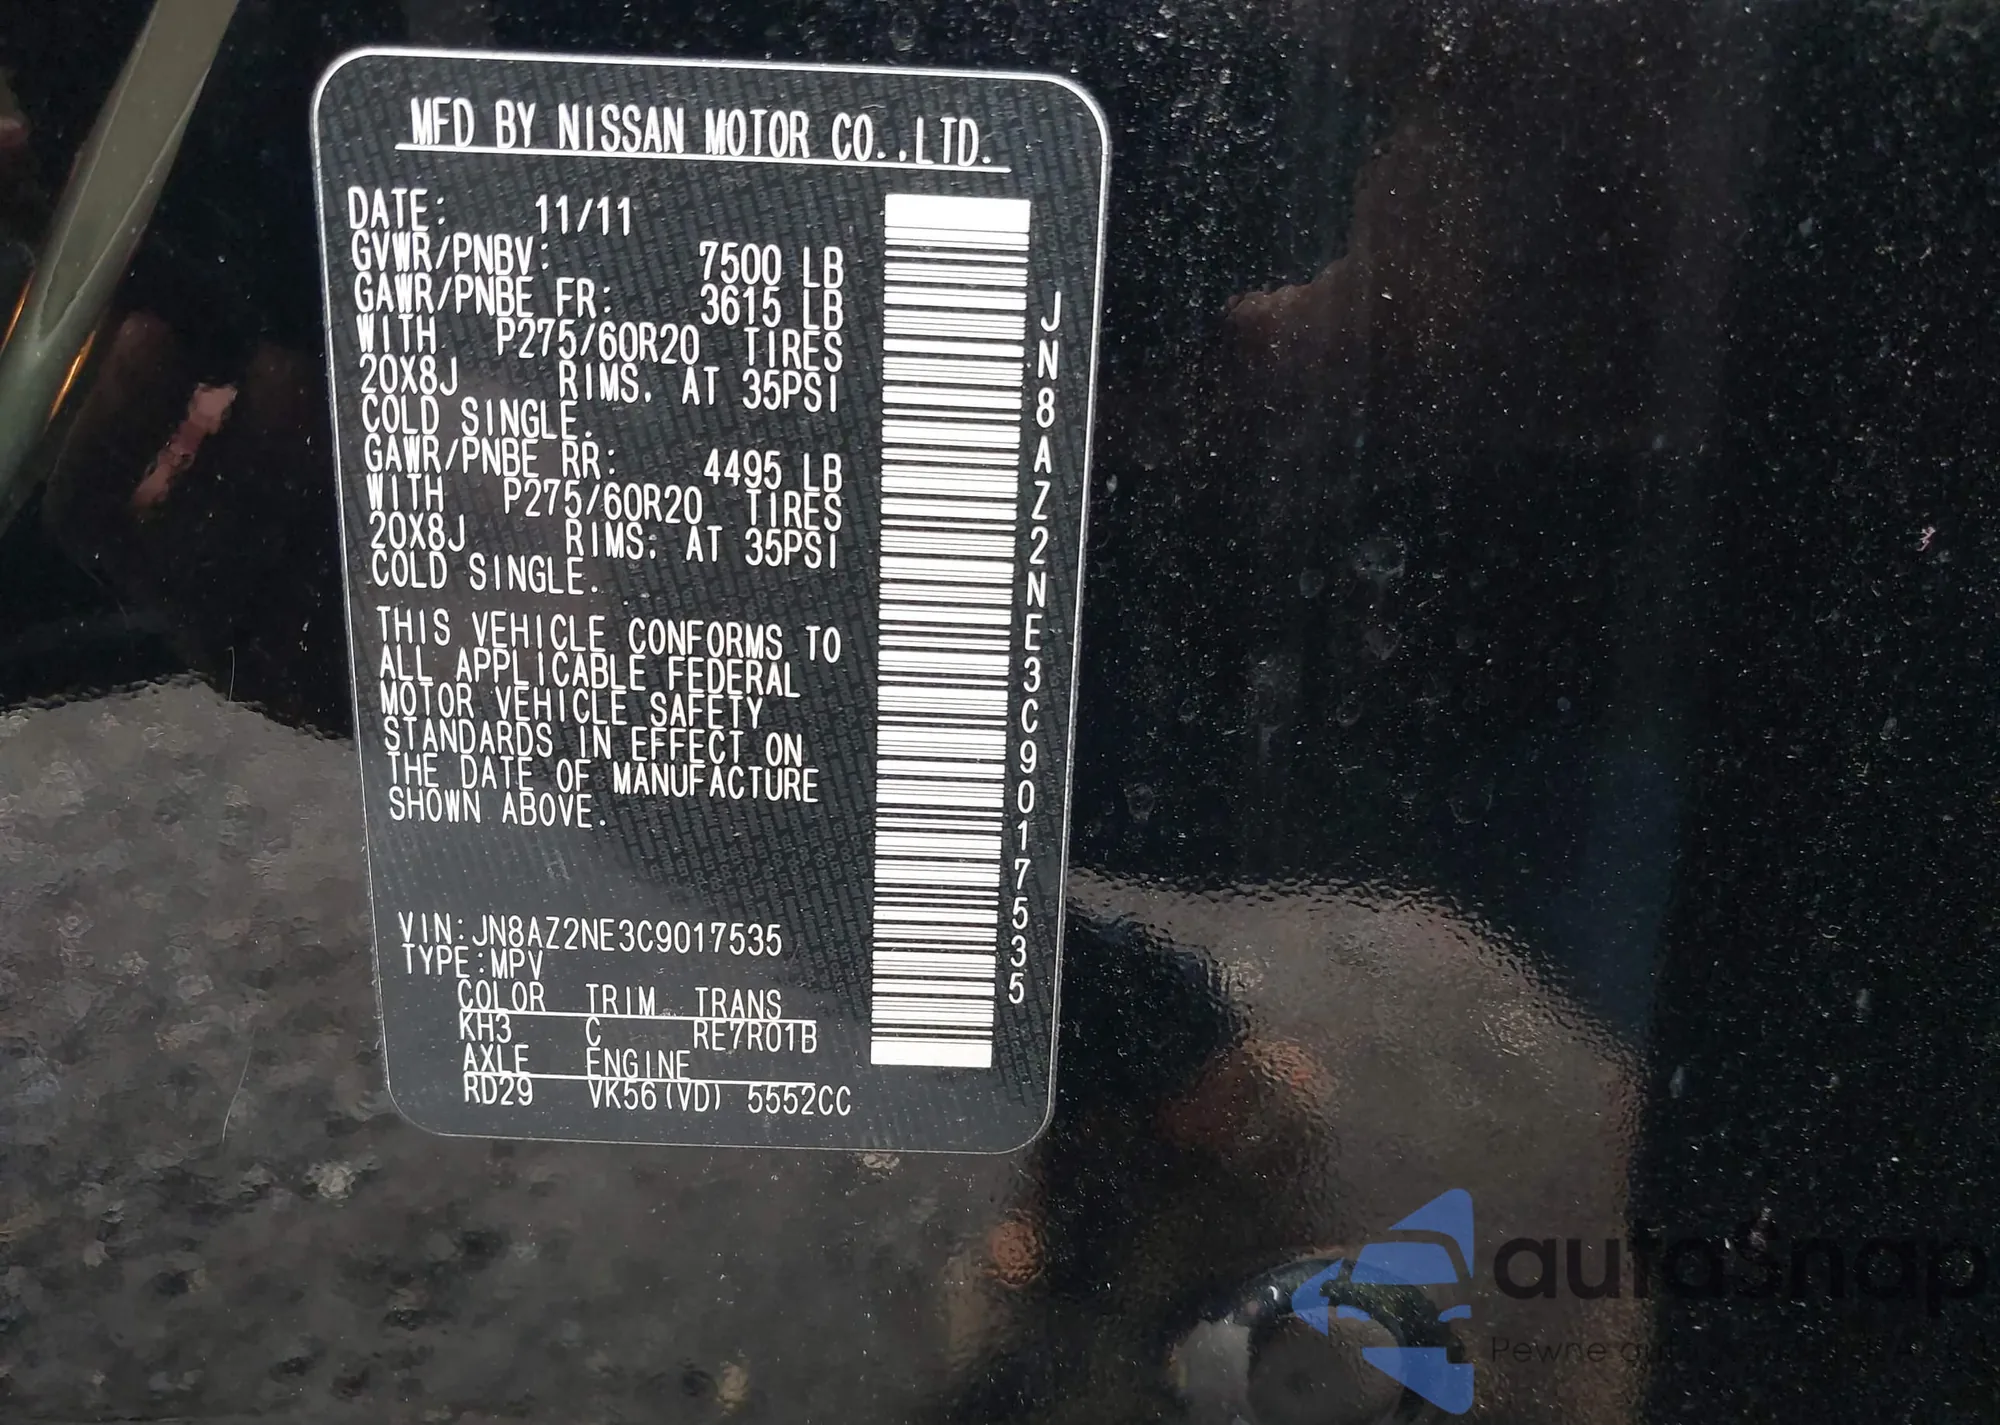 MFD BY NISSAN MOTOR CO.,LTD.
DATE: 11/11
GVWR/PNBV: 7500 LB
GAWR/PNBE FR: 3615 LB
WITH P275/60R20 TIRES
20X8J RIMS. AT 35PSI
COLD SINGLE.
GAWR/PNBE RR: 4495 LB
WITH P275/60R20 TIRES
20X8J RIMS. AT 35PSI
COLD SINGLE.
THIS VEHICLE CONFORMS TO
ALL APPLICABLE FEDERAL
MOTOR VEHICLE SAFETY
STANDARDS IN EFFECT ON
THE DATE OF MANUFACTURE
SHOWN ABOVE.
VIN:JN8AZ2NE3C9017535
TYPE:MPV
COLOR TRIM TRANS
KH3 C RE7R01B
AXLE ENGINE
RD29 VK56(VD) 5552CC
JN8AZ2NE3C9017535
autosnap
Pewne